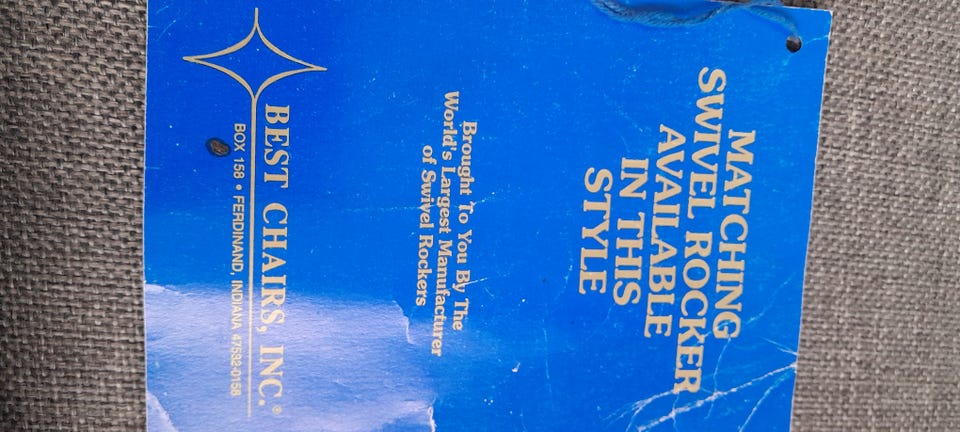 MATCHING
SWIVEL ROCKER
AVAILABLE
IN THIS
STYLE
Brought To You By The
World's Largest Manufacturer
of Swivel Rockers
BEST CHAIRS, INC.®
BOX 158 • FERDINAND, INDIANA 47532-0158